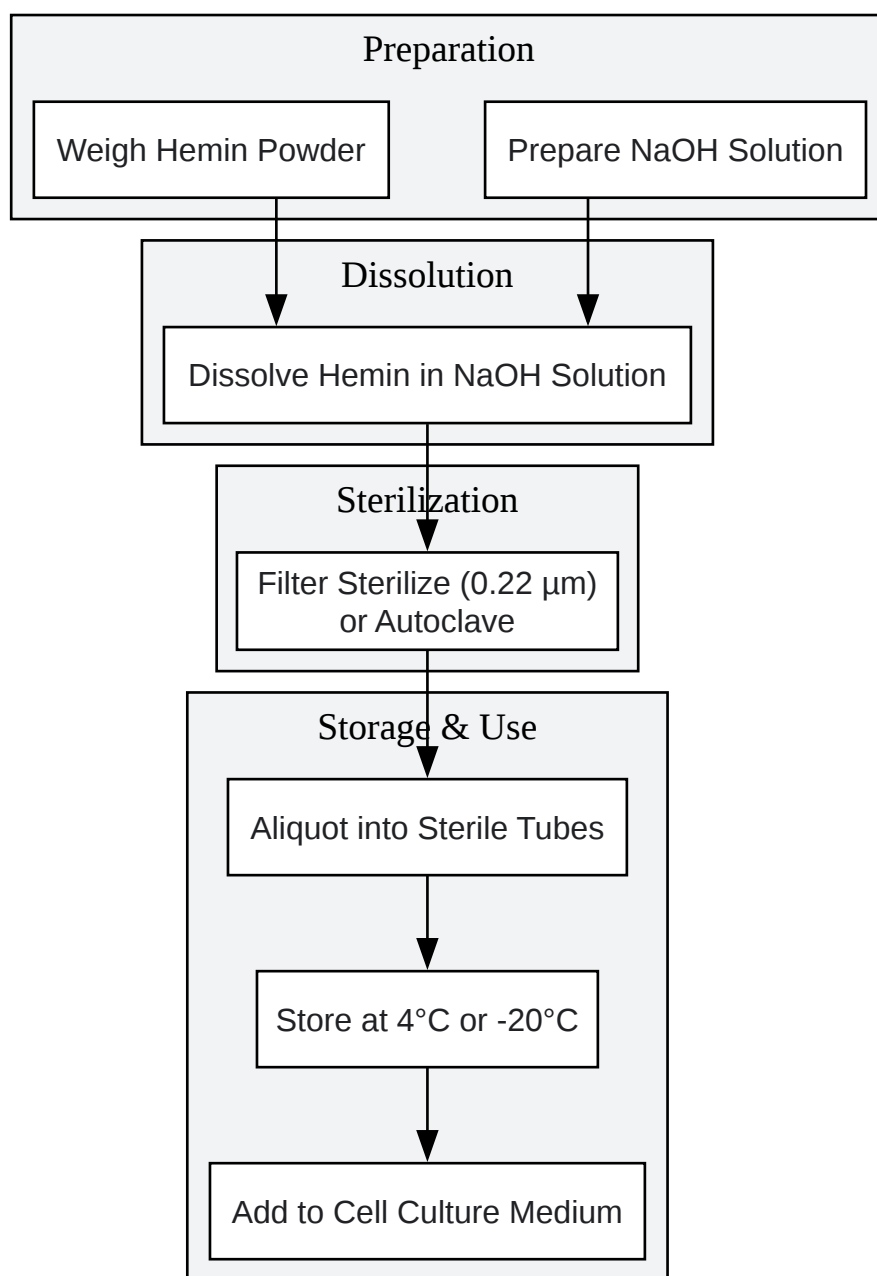 Preparation
Weigh Hemin Powder
Prepare NaOH Solution
Dissolution
Dissolve Hemin in NaOH Solution
Sterilization
Filter Sterilize (0.22 µm)
or Autoclave
Storage & Use
Aliquot into Sterile Tubes
Store at 4°C or -20°C
Add to Cell Culture Medium